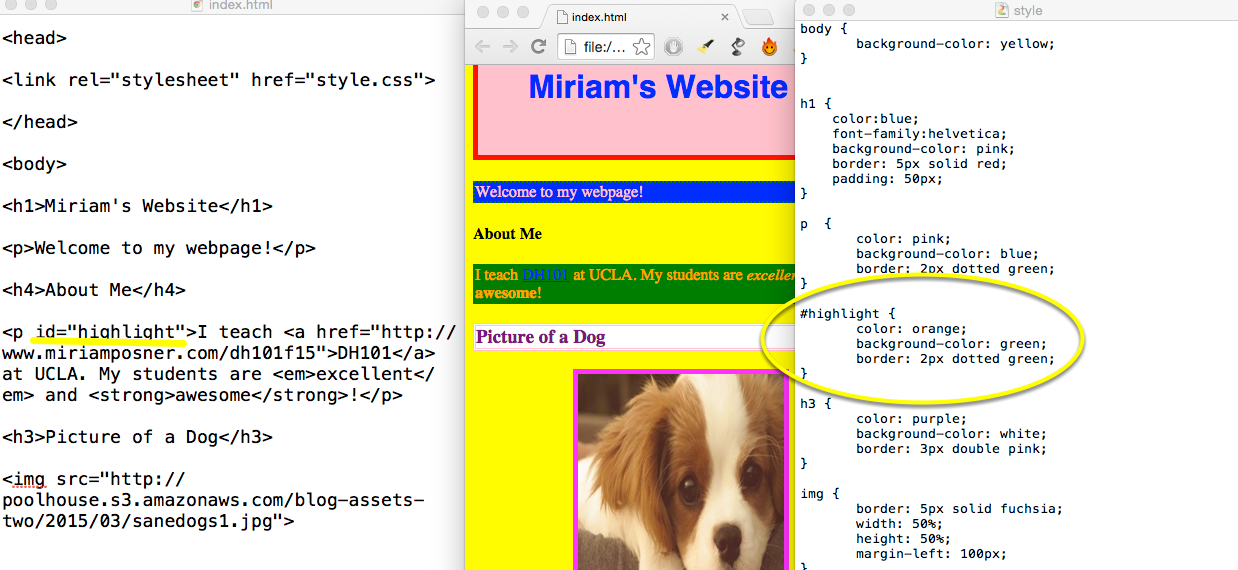 index.html
<head>
<link rel="stylesheet" href="style.css">
</head>
<body>
<h1>Miriam's Website</h1>
<p>Welcome to my webpage!</p>
<h4>About Me</h4>
<p id="highlight">I teach <a href="http://
www.miriamposner.com/dh101f15">DH101</a>
at UCLA. My students are <em>excellent</
em> and <strong>awesome</strong>!</p>
<h3>Picture of a Dog</h3>
<img src="http://
poolhouse.s3.amazonaws.com/blog-assets-
two/2015/03/sanedogs1.jpg">
index.html
file:/...
Miriam's Website
Welcome to my webpage!
About Me
I teach DH101 at UCLA. My students are excellen
awesome!
Picture of a Dog
style
body {
background-color: yellow;
}
h1 {
color:blue;
font-family:helvetica;
background-color: pink;
border: 5px solid red;
padding: 50px;
}
p {
color: pink;
background-color: blue;
border: 2px dotted green;
}
#highlight {
color: orange;
background-color: green;
border: 2px dotted green;
}
h3 {
color: purple;
background-color: white;
border: 3px double pink;
}
img {
border: 5px solid fuchsia;
width: 50%;
height: 50%;
margin-left: 100px;
}